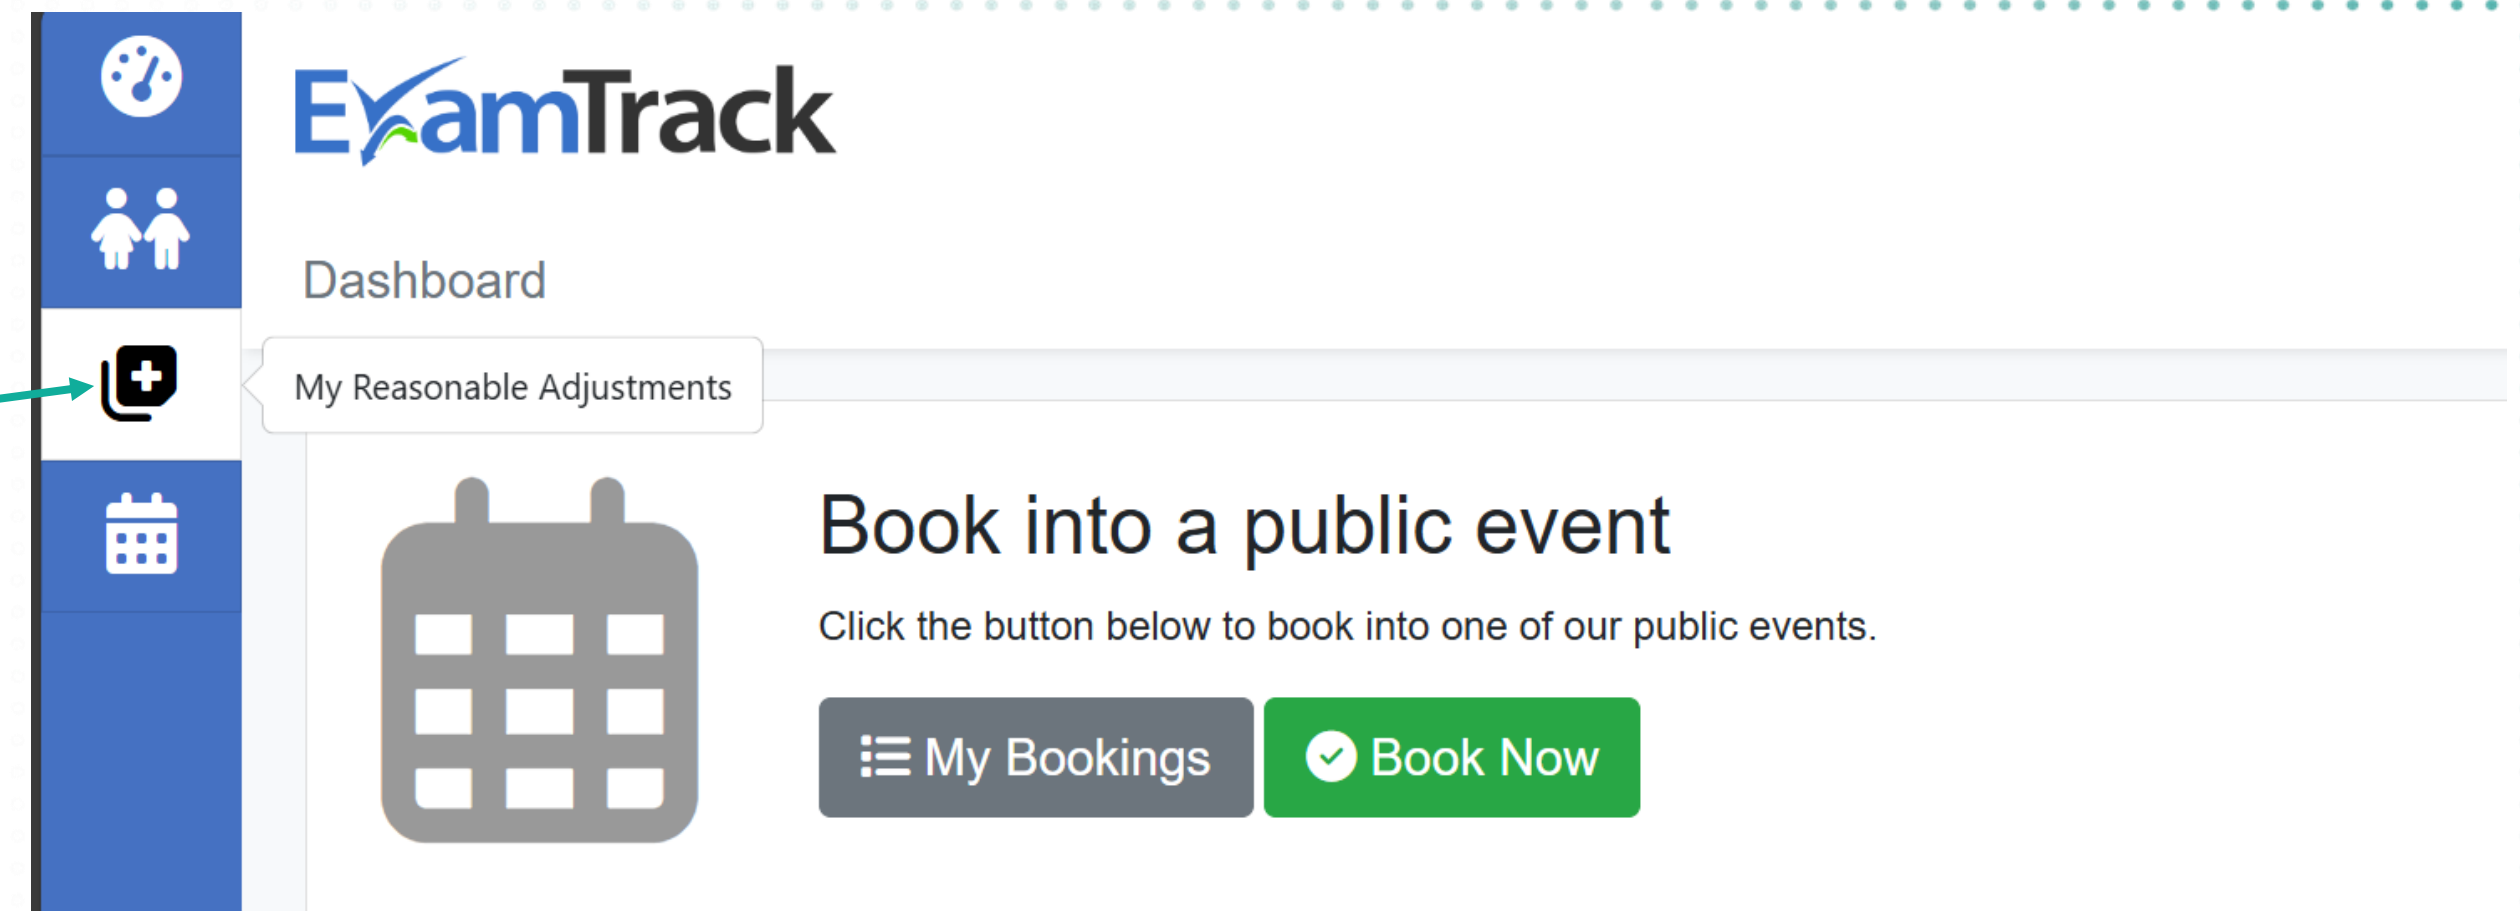 ExamTrack
Dashboard
My Reasonable Adjustments
Book into a public event
Click the button below to book into one of our public events.
My Bookings
Book Now